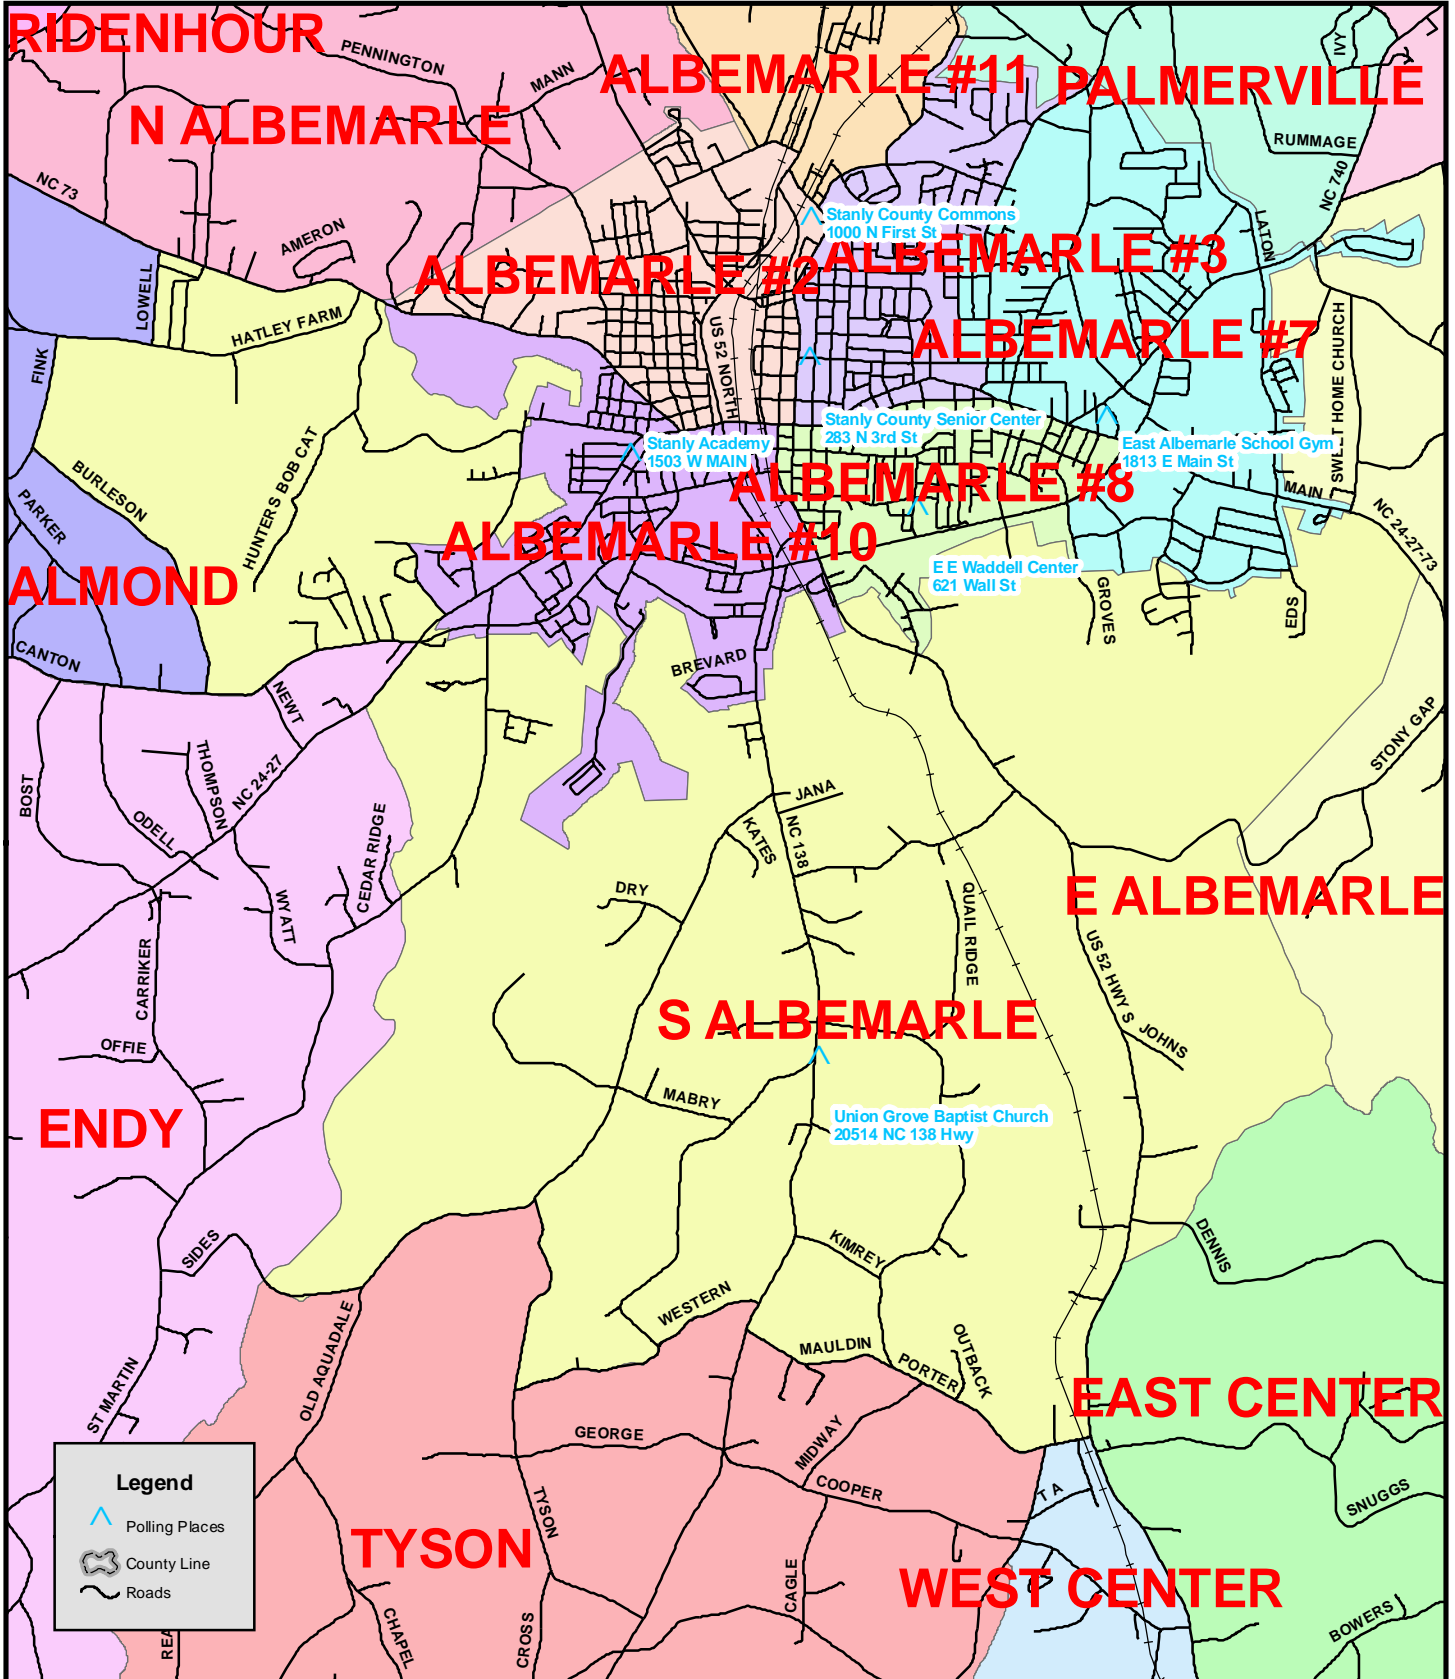 RIDENHOUR
PENNINGTON
MANN
ALBEMARLE #11
IVY
PALMERVILLE
N ALBEMARLE
RUMMAGE
NC 73
NC 740
AMERON
Stanly County Commons
1000 N First St
LATON
LOWELL
ALBEMARLE #2
ALBEMARLE #3
HATLEY FARM
US 52 NORTH
ALBEMARLE #7
FINK
SWEET HOME CHURCH
Stanly County Senior Center
283 N 3rd St
HUNTERS BOB CAT
Stanly Academy
1503 W MAIN
East Albemarle School Gym
1813 E Main St
BURLESON
PARKER
ALBEMARLE #8
MAIN
NC 24-27-73
ALBEMARLE #10
ALMOND
E E Waddell Center
621 Wall St
GROVES
EDS
CANTON
BREVARD
NEWT
THOMPSON
NC 24-27
STONY GAP
BOST
ODELL
JANA
KATES
NC 138
CEDAR RIDGE
DRY
WYATT
QUAIL RIDGE
E ALBEMARLE
CARRIKER
US 52 HWY S
S ALBEMARLE
OFFIE
JOHNS
MABRY
ENDY
Union Grove Baptist Church
20514 NC 138 Hwy
SIDES
KIMREY
DENNIS
WESTERN
OLD AQUADALE
MAULDIN
PORTER
OUTBACK
ST MARTIN
EAST CENTER
GEORGE
MIDWAY
COOPER
T A
SNUGGS
Legend
Polling Places
County Line
Roads
TYSON
TYSON
WEST CENTER
CAGLE
REA
CHAPEL
CROSS
BOWERS